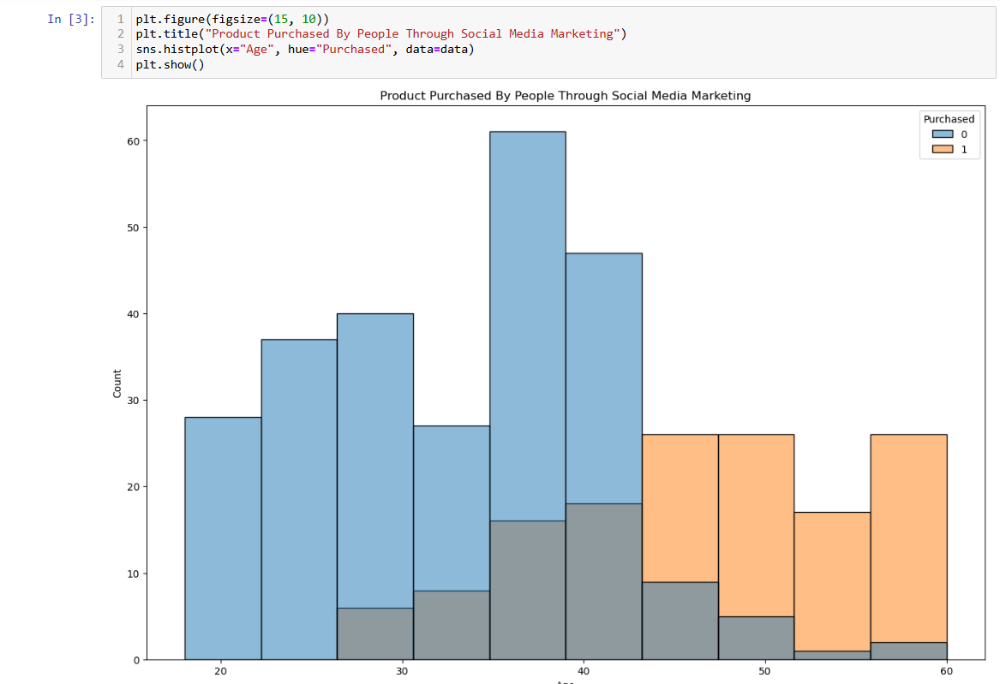 In [3]:
1 plt.figure(figsize=(15, 10))
2 plt.title("Product Purchased By People Through Social Media Marketing")
3 sns.histplot(x="Age", hue="Purchased", data=data)
4 plt.show()
Product Purchased By People Through Social Media Marketing
Purchased
0
1
60
50
40
30
20
10
0
Count
20 30 40 50 60